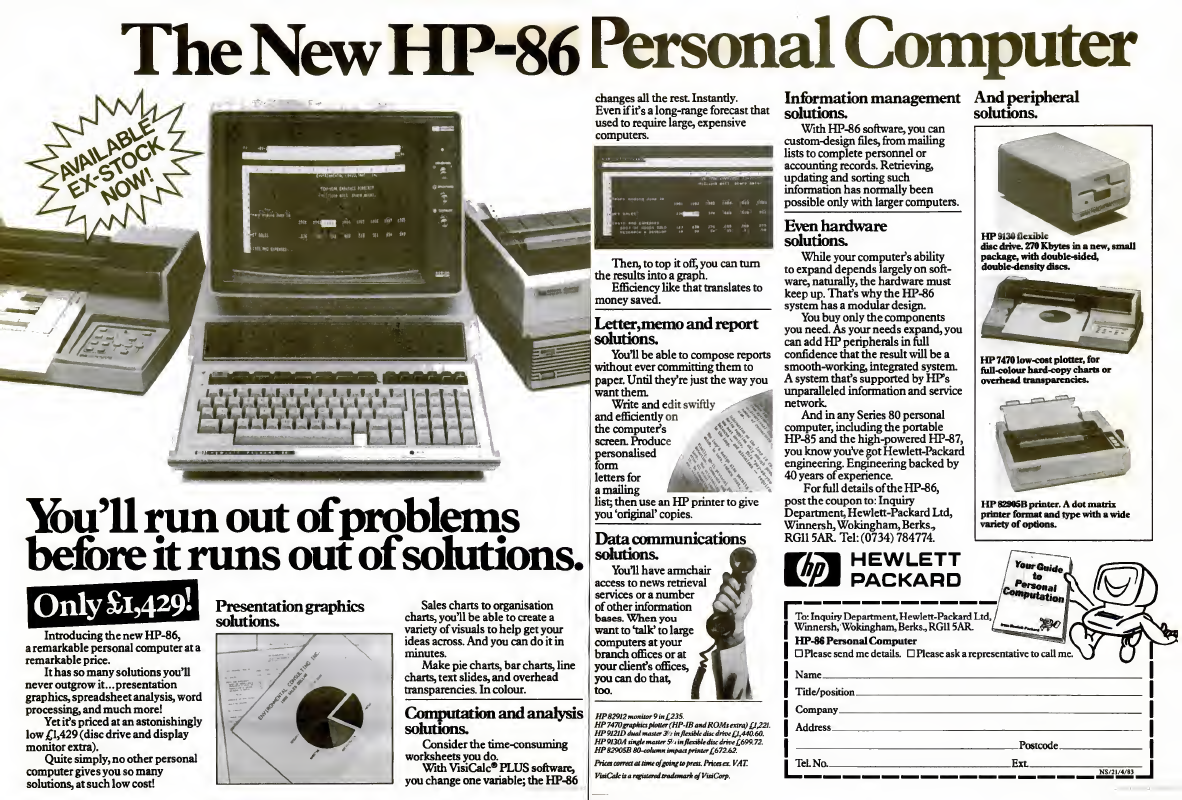 The New HP-86 Personal Computer
AVAILABLE
EX-STOCK
NOW!
You'll run out of problems
before it runs out of solutions.
Only £1,429!
Introducing the new HP-86,
a remarkable personal computer at a
remarkable price.
It has so many solutions you'll
never outgrow it...presentation
graphics, spreadsheet analysis, word
processing, and much more!
Yet it's priced at an astonishingly
low £1,429 (disc drive and display
monitor extra).
Quite simply, no other personal
computer gives you so many
solutions, at such low cost!
Presentation graphics
solutions.
ENVIRONMENTAL CONSULTING INC.
Sales charts to organisation
charts, you'll be able to create a
variety of visuals to help get your
ideas across. And you can do it in
minutes.
Make pie charts, bar charts, line
charts, text slides, and overhead
transparencies. In colour.
Computation and analysis
solutions.
Consider the time-consuming
worksheets you do.
With VisiCalc® PLUS software,
you change one variable; the HP-86
changes all the rest. Instantly.
Even if it's a long-range forecast that
used to require large, expensive
computers.
Then, to top it off, you can turn
the results into a graph.
Efficiency like that translates to
money saved.
Letter, memo and report
solutions.
You'll be able to compose reports
without ever committing them to
paper. Until they're just the way you
want them.
Write and edit swiftly
and efficiently on
the computer's
screen. Produce
personalised
form
letters for
a mailing
list; then use an HP printer to give
you 'original' copies.
Data communications
solutions.
You'll have armchair
access to news retrieval
services or a number
of other information
bases. When you
want to 'talk' to large
computers at your
branch offices or at
your client's offices,
you can do that,
too.
HP 82912 monitor 9 in £235.
HP 7470 graphics plotter (HP-IB and ROMs extra) £1,221.
HP 9121D dual master 3½ in flexible disc drive £1,440.60.
HP 9130A single master 5¼ in flexible disc drive £699.72.
HP 82905B 80-column impact printer £672.62.
Prices correct at time of going to press. Prices ex. VAT.
VisiCalc is a registered trademark of VisiCorp.
Information management
solutions.
With HP-86 software, you can
custom-design files, from mailing
lists to complete personnel or
accounting records. Retrieving,
updating and sorting such
information has normally been
possible only with larger computers.
Even hardware
solutions.
While your computer's ability
to expand depends largely on soft-
ware, naturally, the hardware must
keep up. That's why the HP-86
system has a modular design.
You buy only the components
you need. As your needs expand, you
can add HP peripherals in full
confidence that the result will be a
smooth-working, integrated system.
A system that's supported by HP's
unparalleled information and service
network.
And in any Series 80 personal
computer, including the portable
HP-85 and the high-powered HP-87,
you know you've got Hewlett-Packard
engineering. Engineering backed by
40 years of experience.
For full details of the HP-86,
post the coupon to: Inquiry
Department, Hewlett-Packard Ltd,
Winnersh, Wokingham, Berks.,
RG11 5AR. Tel: (0734) 784774.
And peripheral
solutions.
HP 9130 flexible
disc drive. 270 Kbytes in a new, small
package, with double-sided,
double-density discs.
HP 7470 low-cost plotter, for
full-colour hard-copy charts or
overhead transparencies.
HP 82905B printer. A dot matrix
printer format and type with a wide
variety of options.
hp HEWLETT
PACKARD
Your Guide
to
Personal
Computation
To: Inquiry Department, Hewlett-Packard Ltd,
Winnersh, Wokingham, Berks., RG11 5AR.
HP-86 Personal Computer
☐ Please send me details. ☐ Please ask a representative to call me.
Name
Title/position
Company
Address
Postcode
Tel. No. Ext.
NS/21/4/83